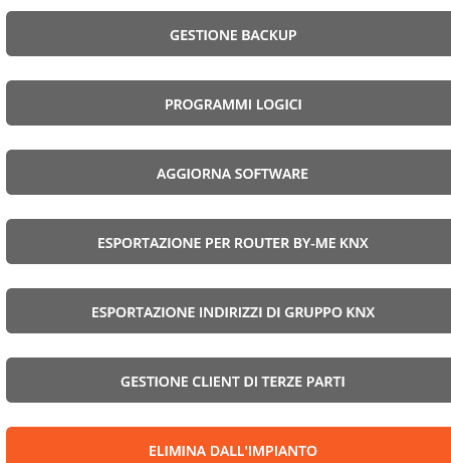 GESTIONE BACKUP
PROGRAMMI LOGICI
AGGIORNA SOFTWARE
ESPORTAZIONE PER ROUTER BY-ME KNX
ESPORTAZIONE INDIRIZZI DI GRUPPO KNX
GESTIONE CLIENT DI TERZE PARTI
ELIMINA DALL'IMPIANTO